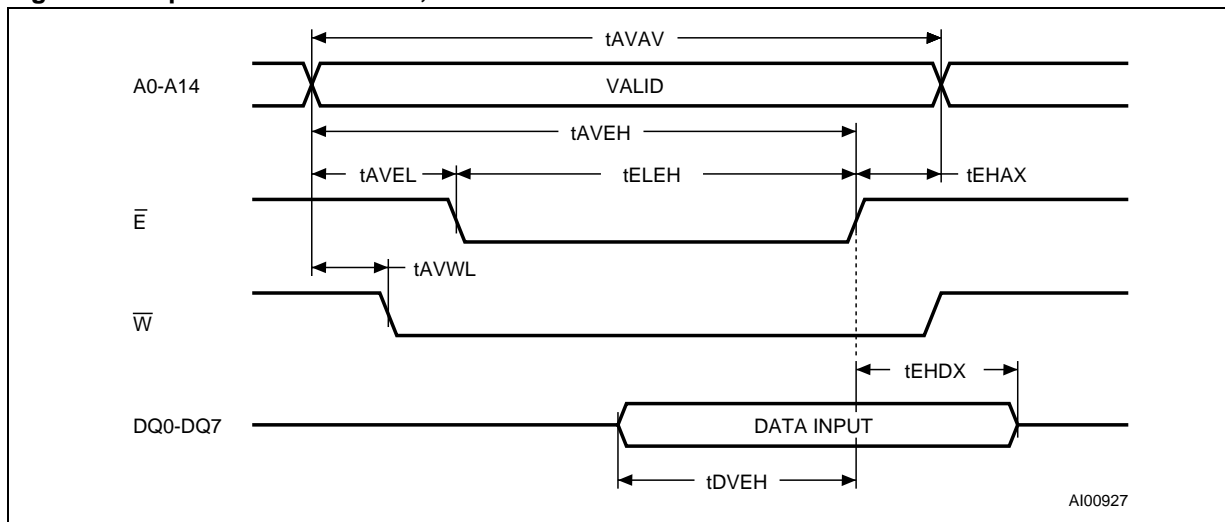 tAVAV
A0-A14
VALID
tAVEH
tAVEL
tELEH
tEHAX
E
tAVWL
W
tEHDX
DQ0-DQ7
DATA INPUT
tDVEH
AI00927